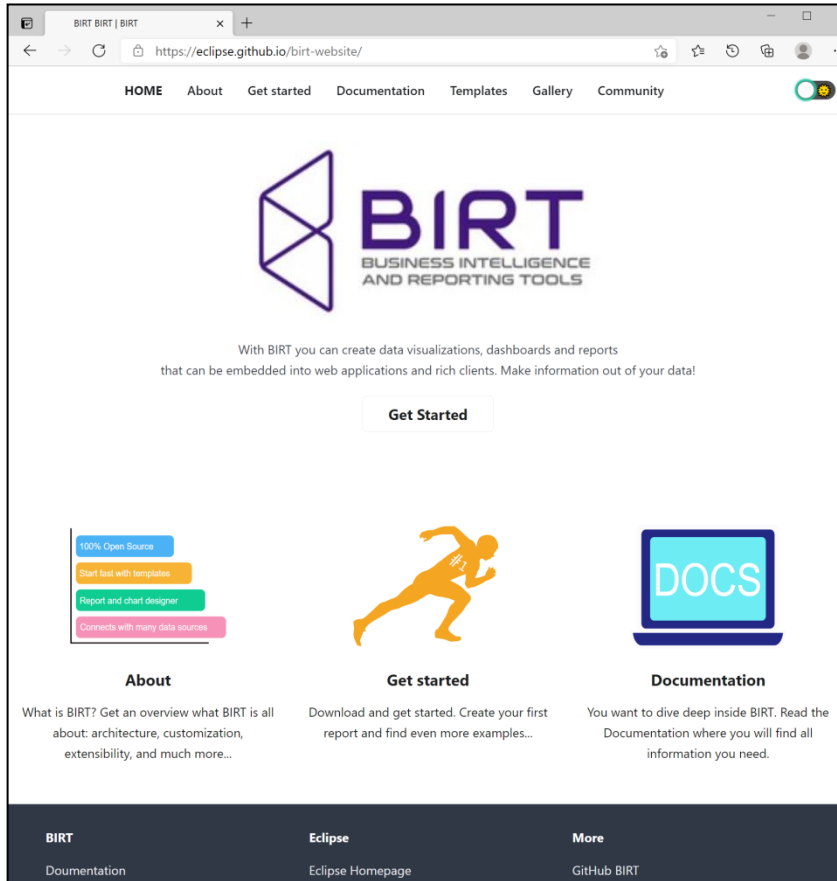 BIRT BIRT | BIRT
https://eclipse.github.io/birt-website/
HOME About Get started Documentation Templates Gallery Community
BIRT
BUSINESS INTELLIGENCE
AND REPORTING TOOLS
With BIRT you can create data visualizations, dashboards and reports
that can be embedded into web applications and rich clients. Make information out of your data!
Get Started
100% Open Source
Start fast with templates
Report and chart designer
Connects with many data sources
#1
DOCS
About
What is BIRT? Get an overview what BIRT is all
about: architecture, customization,
extensibility, and much more...
Get started
Download and get started. Create your first
report and find even more examples...
Documentation
You want to dive deep inside BIRT. Read the
Documentation where you will find all
information you need.
BIRT Eclipse More
Doumentation Eclipse Homepage GitHub BIRT